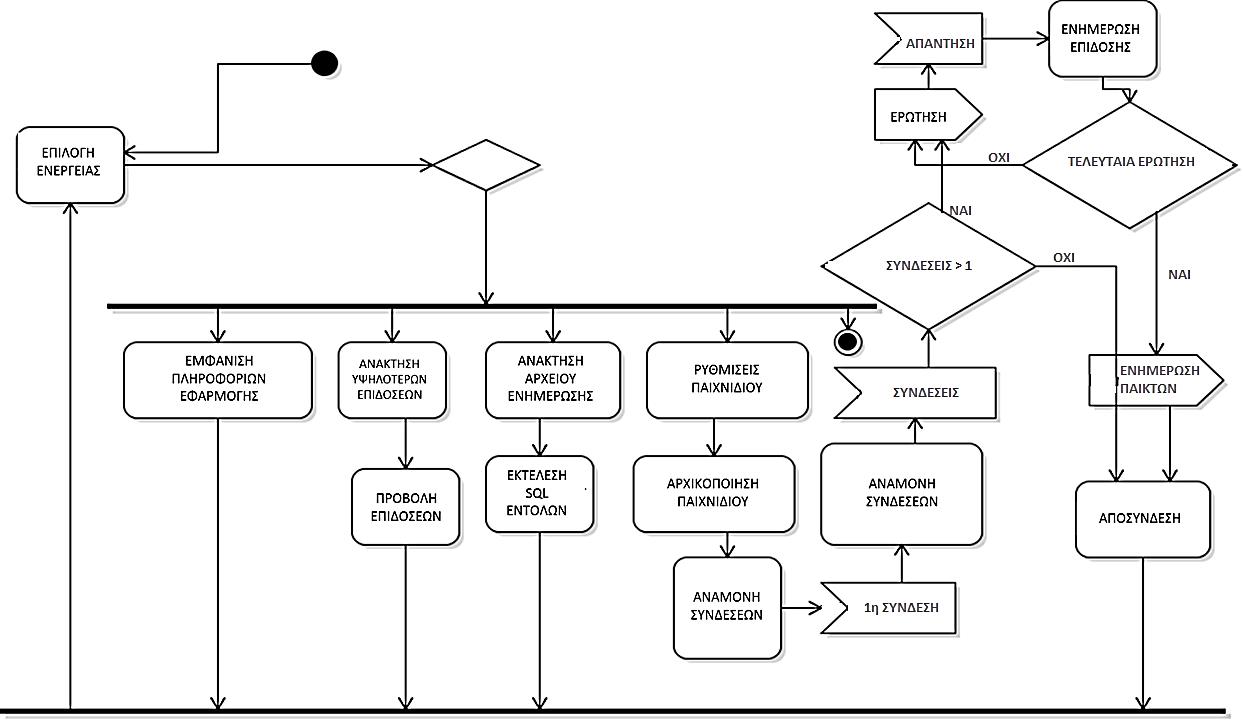 ΑΠΑΝΤΗΣΗ
ΕΝΗΜΕΡΩΣΗ
ΕΠΙΔΟΣΗΣ
ΕΡΩΤΗΣΗ
ΕΠΙΛΟΓΗ
ΕΝΕΡΓΕΙΑΣ
ΟΧΙ
ΤΕΛΕΥΤΑΙΑ ΕΡΩΤΗΣΗ
ΝΑΙ
ΣΥΝΔΕΣΕΙΣ > 1
ΟΧΙ
ΝΑΙ
ΕΜΦΑΝΙΣΗ
ΠΛΗΡΟΦΟΡΙΩΝ
ΕΦΑΡΜΟΓΗΣ
ΑΝΑΚΤΗΣΗ
ΥΨΗΛΟΤΕΡΩΝ
ΕΠΙΔΟΣΕΩΝ
ΑΝΑΚΤΗΣΗ
ΑΡΧΕΙΟΥ
ΕΝΗΜΕΡΩΣΗΣ
ΡΥΘΜΙΣΕΙΣ
ΠΑΙΧΝΙΔΙΟΥ
ΣΥΝΔΕΣΕΙΣ
ΕΝΗΜΕΡΩΣΗ
ΠΑΙΚΤΩΝ
ΠΡΟΒΟΛΗ
ΕΠΙΔΟΣΕΩΝ
ΕΚΤΕΛΕΣΗ
SQL
ΕΝΤΟΛΩΝ
ΑΡΧΙΚΟΠΟΙΗΣΗ
ΠΑΙΧΝΙΔΙΟΥ
ΑΝΑΜΟΝΗ
ΣΥΝΔΕΣΕΩΝ
ΑΠΟΣΥΝΔΕΣΗ
ΑΝΑΜΟΝΗ
ΣΥΝΔΕΣΕΩΝ
1η ΣΥΝΔΕΣΗ